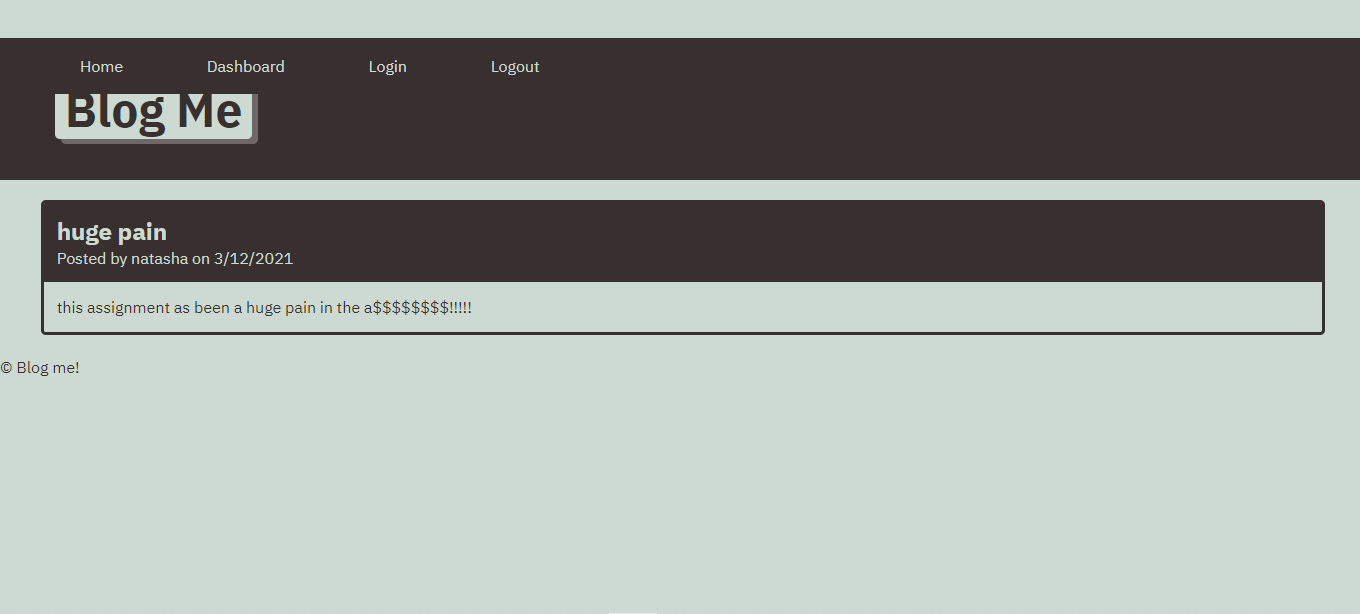 Home Dashboard Login Logout
Blog Me
huge pain
Posted by natasha on 3/12/2021
this assignment as been a huge pain in the a$$$$$$$$!!!!!
© Blog me!